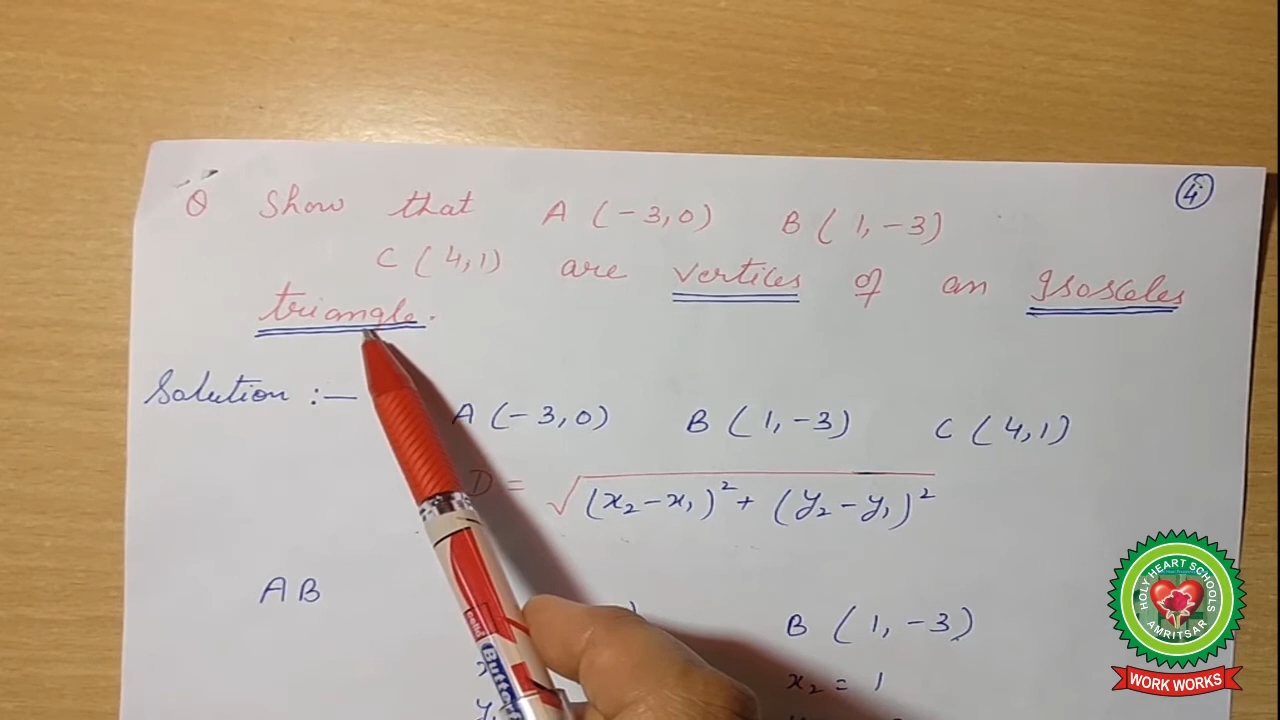 ④
Q Show that A (-3,0) B (1,-3)
C (4,1) are vertices of an Isosceles
triangle.
Solution :—
A (-3,0) B (1,-3) C (4,1)
D = √(x₂-x₁)²+(y₂-y₁)²
AB B (1,-3)
x₂ = 1
HOLY HEART SCHOOLS
AMRITSAR
WORK WORKS